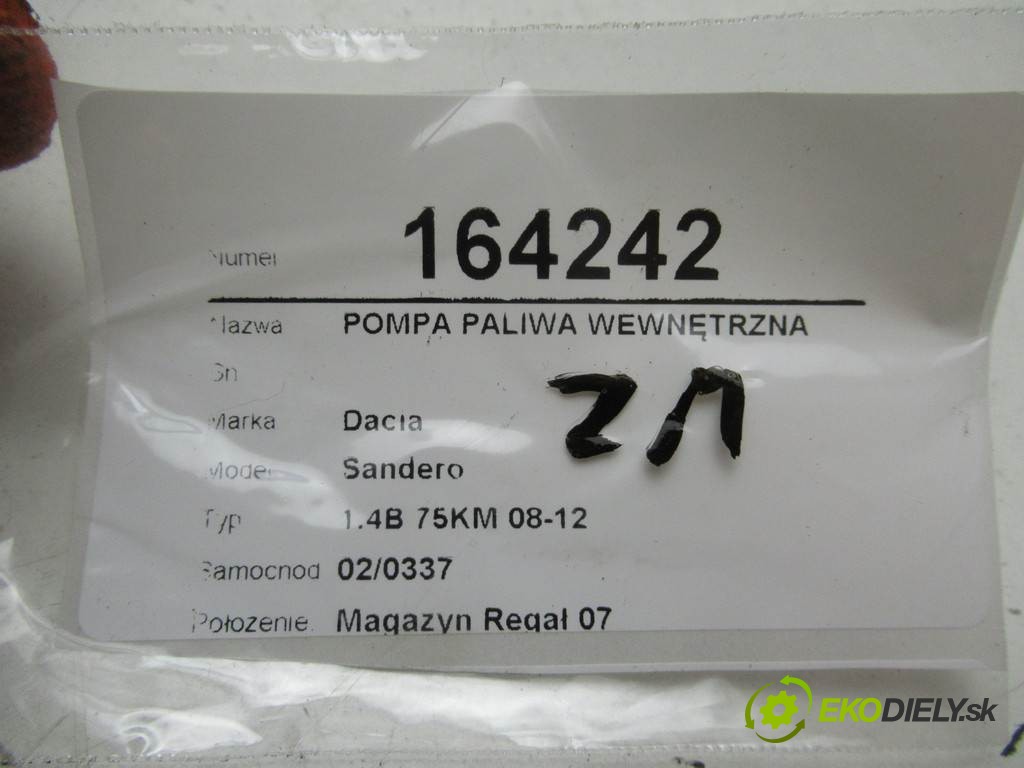 Numer 164242
Nazwa POMPA PALIWA WEWNĘTRZNA
Sn
Marka Dacia
Model Sandero
Typ 1.4B 75KM 08-12
Samochód 02/0337
Położenie Magazyn Regał 07
EKODIELY.sk